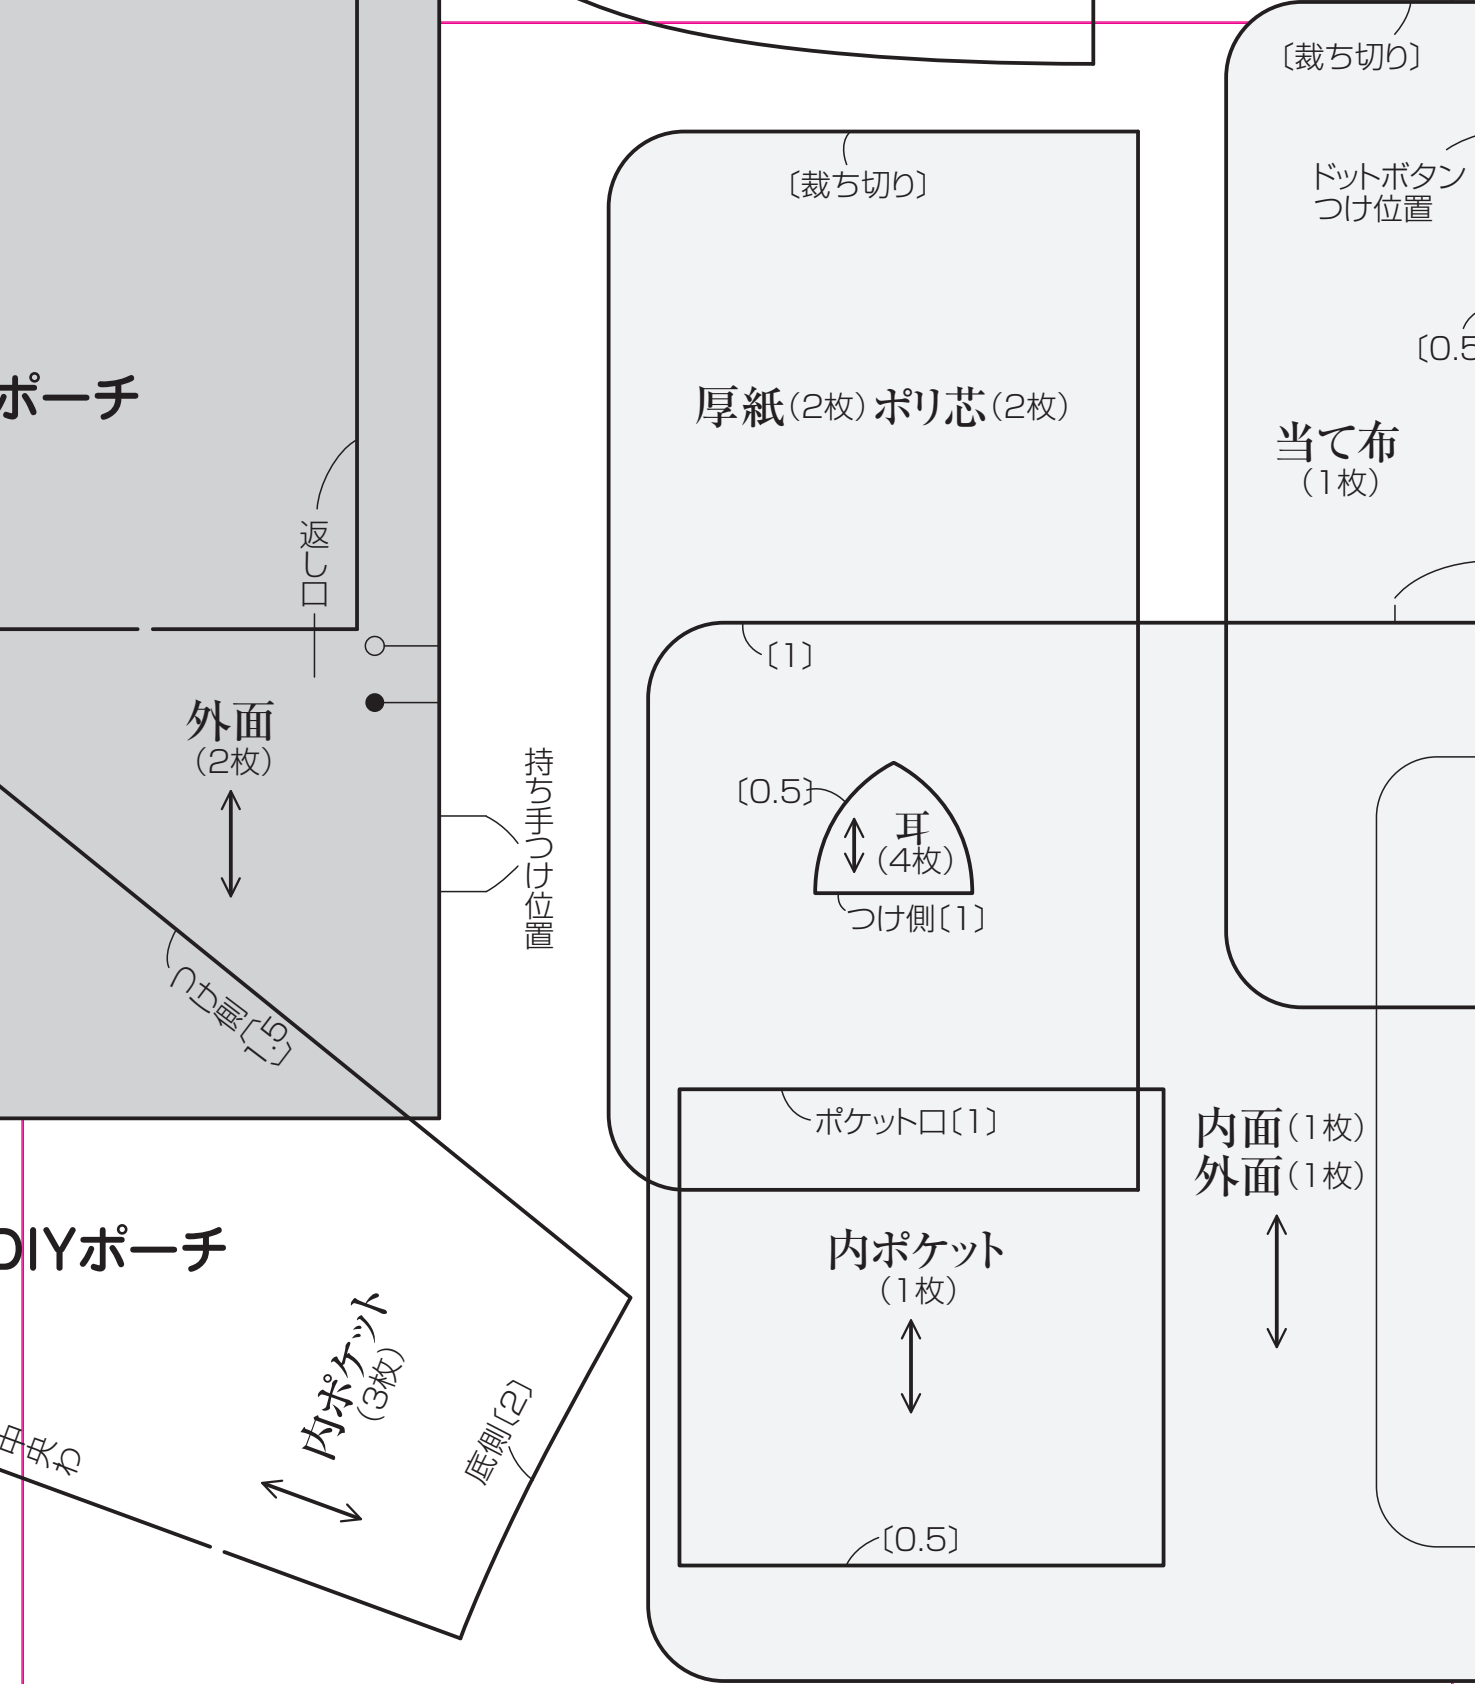 〔裁ち切り〕
〔裁ち切り〕
ドットボタン
つけ位置
〔0.5
ポーチ
厚紙(2枚) ポリ芯(2枚)
当て布
(1枚)
返し口
〔1〕
外面
(2枚)
持ち手つけ位置
〔0.5〕
耳
(4枚)
つけ側〔1〕
つけ側〔1.5〕
ポケット口〔1〕
内面(1枚)
外面(1枚)
DIYポーチ
内ポケット
(1枚)
内ポケット
(3枚)
底側〔2〕
中央わ
〔0.5〕